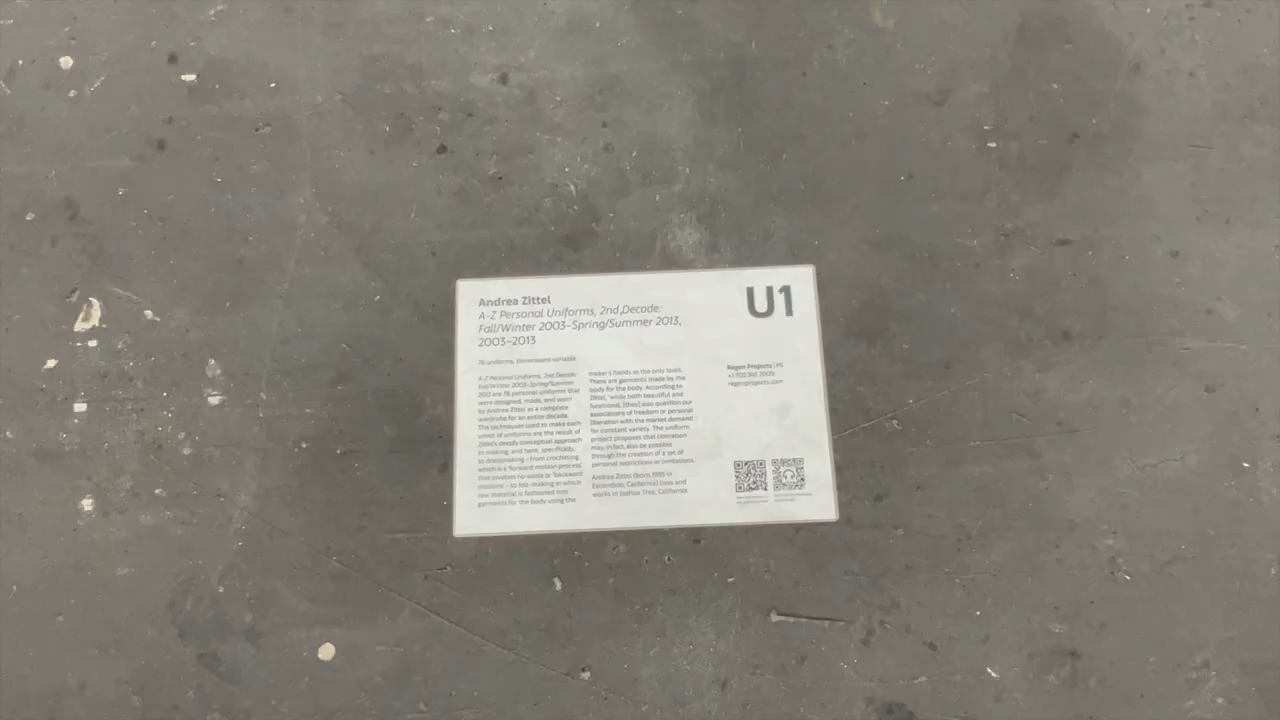 Andrea Zittel
A-Z Personal Uniforms, 2nd Decade:
Fall/Winter 2003–Spring/Summer 2013,
2003–2013
U1
76 uniforms, Dimensions variable
A-Z Personal Uniforms, 2nd Decade:
Fall/Winter 2003–Spring/Summer
2013 are 76 personal uniforms that
were designed, made, and worn
by Andrea Zittel as a complete
wardrobe for an entire decade.
The techniques used to make each
series of uniforms are the result of
Zittel's deeply conceptual approach
to making, and here, specifically,
to dressmaking – from crocheting
which is a 'forward motion process'
that involves no waste or 'backward
motions' – to felt-making in which
raw material is fashioned into
garments for the body using the
maker's hands as the only tools.
These are garments made by the
body for the body. According to
Zittel, 'while both beautiful and
functional, [they] also question our
associations of freedom or personal
liberation with the market demand
for constant variety. The uniform
project proposes that liberation
may, in fact, also be possible
through the creation of a set of
personal restrictions or limitations.'
Andrea Zittel (born 1965 in
Escondido, California) lives and
works in Joshua Tree, California
Regen Projects |
regenprojects.com